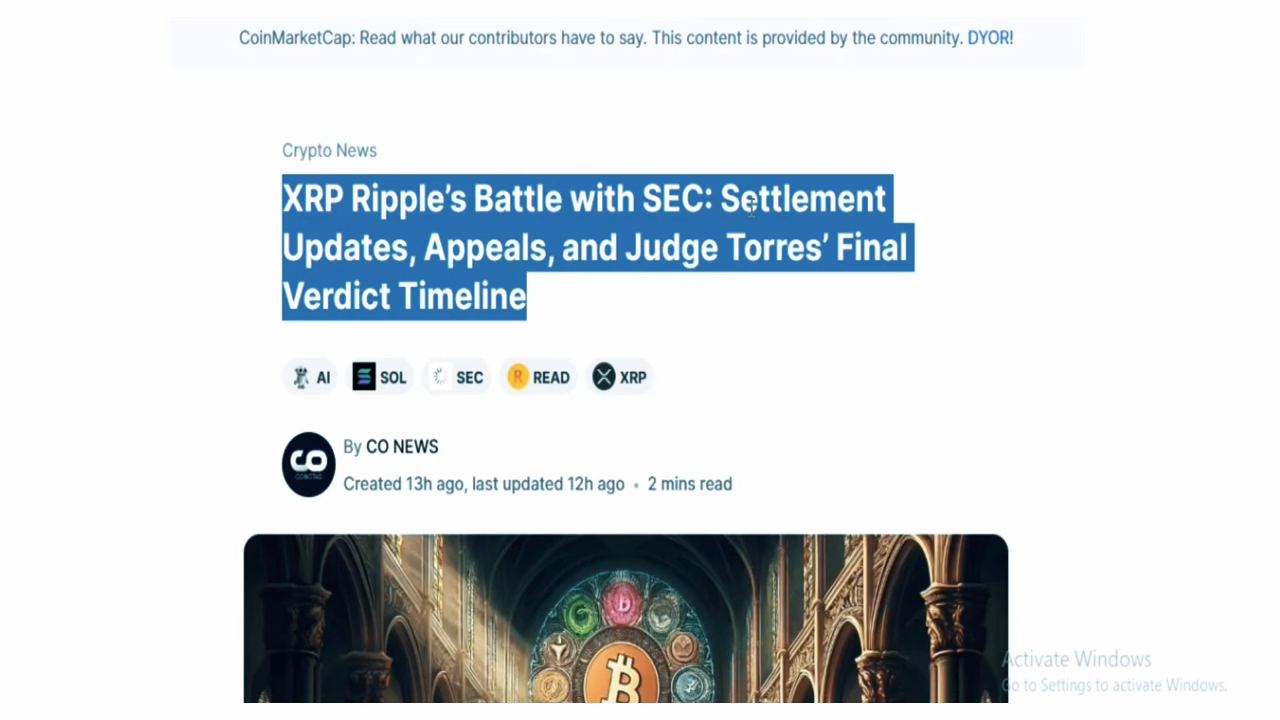 CoinMarketCap: Read what our contributors have to say. This content is provided by the community. DYOR!
Crypto News
XRP Ripple’s Battle with SEC: Settlement
Updates, Appeals, and Judge Torres’ Final
Verdict Timeline
AI SOL SEC READ XRP
By CO NEWS
Created 13h ago, last updated 12h ago • 2 mins read
Activate Windows
Go to Settings to activate Windows.